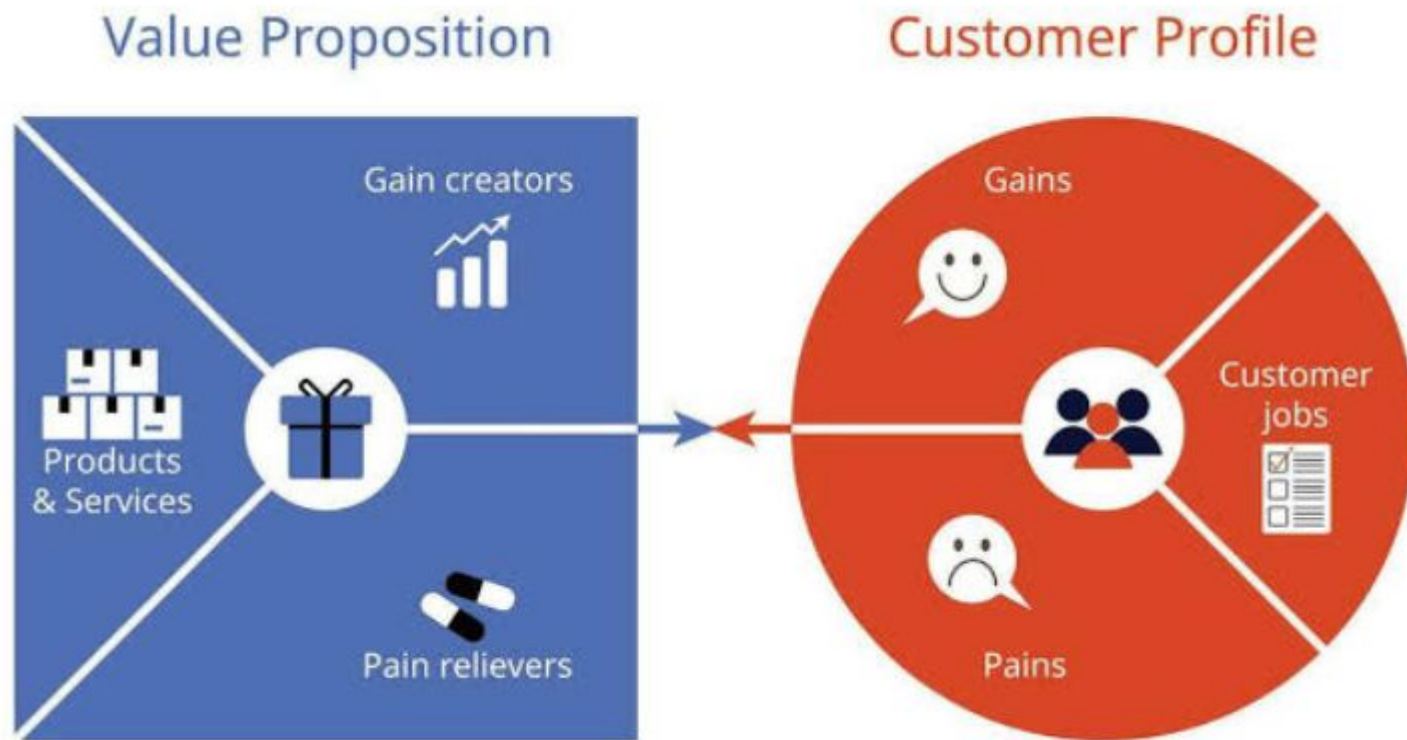 Value Proposition
Customer Profile
Gain creators
Products
& Services
Pain relievers
Gains
Customer
jobs
Pains